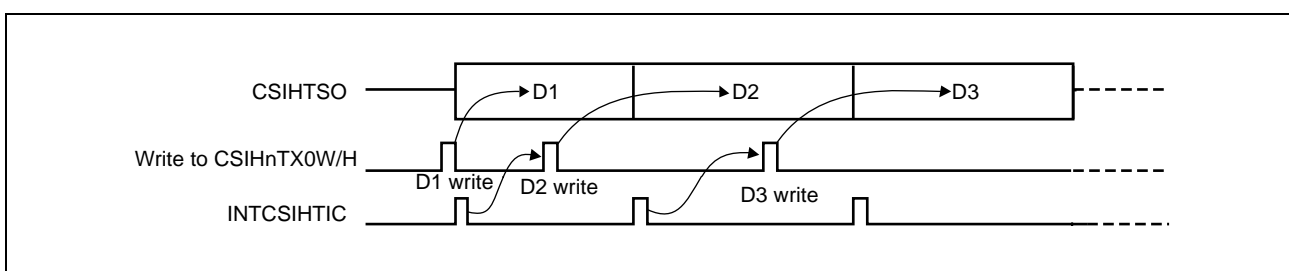 CSIHTSO
D1
D2
D3
Write to CSIHnTX0W/H
D1 write
D2 write
D3 write
INTCSIHTIC